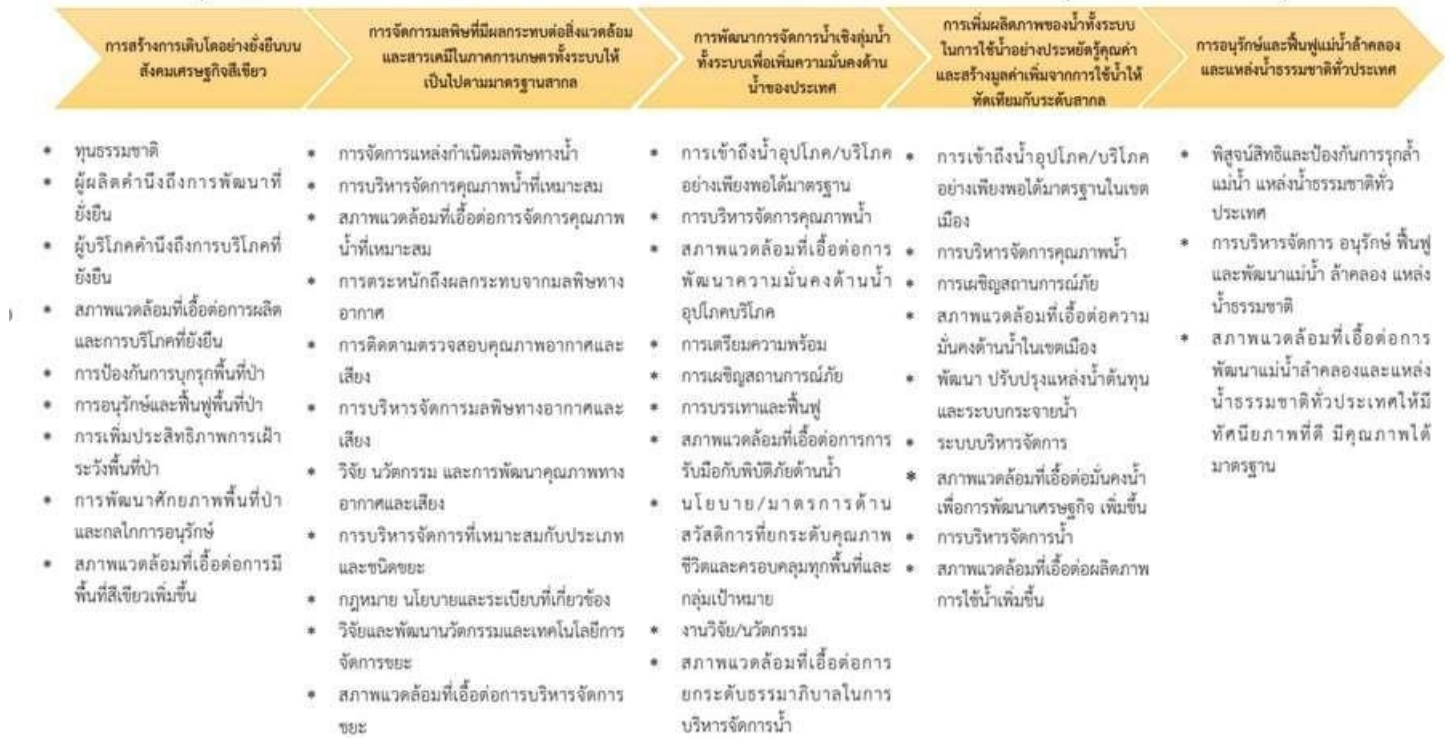 การสร้างการเติบโตอย่างยั่งยืนบน
สังคมเศรษฐกิจสีเขียว
การจัดการมลพิษที่มีผลกระทบต่อสิ่งแวดล้อม
และสารเคมีในภาคการเกษตรทั้งระบบให้
เป็นไปตามมาตรฐานสากล
การพัฒนาการจัดการน้ำเชิงลุ่มน้ำ
ทั้งระบบเพื่อเพิ่มความมั่นคงด้าน
น้ำของประเทศ
การเพิ่มผลิตภาพของน้ำทั้งระบบ
ในการใช้น้ำอย่างประหยัดรู้คุณค่า
และสร้างมูลค่าเพิ่มจากการใช้น้ำให้
ทัดเทียมกับระดับสากล
การอนุรักษ์และฟื้นฟูแม่น้ำลำคลอง
และแหล่งน้ำธรรมชาติทั่วประเทศ
* ทุนธรรมชาติ
* ผู้ผลิตคำนึงถึงการพัฒนาที่
ยั่งยืน
* ผู้บริโภคคำนึงถึงการบริโภคที่
ยังยืน
* สภาพแวดล้อมที่เอื้อต่อการผลิต
และการบริโภคที่ยังยืน
* การป้องกันการบุกรุกพื้นที่ป่า
* การอนุรักษ์และฟื้นฟูพื้นที่ป่า
* การเพิ่มประสิทธิภาพการเฝ้า
ระวังพื้นที่ป่า
* การพัฒนาศักยภาพพื้นที่ป่า
และกลไกการอนุรักษ์
* สภาพแวดล้อมที่เอื้อต่อการมี
พื้นที่สีเขียวเพิ่มขึ้น
* การจัดการแหล่งกำเนิดมลพิษทางน้ำ
* การบริหารจัดการคุณภาพน้ำที่เหมาะสม
* สภาพแวดล้อมที่เอื้อต่อการจัดการคุณภาพ
น้ำที่เหมาะสม
* การตระหนักถึงผลกระทบจากมลพิษทาง
อากาศ
* การติดตามตรวจสอบคุณภาพอากาศและ
เสียง
* การบริหารจัดการมลพิษทางอากาศและ
เสียง
* วิจัย นวัตกรรม และการพัฒนาคุณภาพทาง
อากาศและเสียง
* การบริหารจัดการที่เหมาะสมกับประเภท
และชนิดขยะ
* กฎหมาย นโยบายและระเบียบที่เกี่ยวข้อง
* วิจัยและพัฒนานวัตกรรมและเทคโนโลยีการ
จัดการขยะ
* สภาพแวดล้อมที่เอื้อต่อการบริหารจัดการ
ขยะ
* การเข้าถึงน้ำอุปโภค/บริโภค
อย่างเพียงพอได้มาตรฐาน
* การบริหารจัดการคุณภาพน้ำ
* สภาพแวดล้อมที่เอื้อต่อการ
พัฒนาความมั่นคงด้านน้ำ
อุปโภคบริโภค
* การเตรียมความพร้อม
* การเผชิญสถานการณ์ภัย
* การบรรเทาและฟื้นฟู
* สภาพแวดล้อมที่เอื้อต่อการการ
รับมือกับพิบัติภัยด้านน้ำ
* นโยบาย/มาตรการด้าน
สวัสดิการที่ยกระดับคุณภาพ
ชีวิตและครอบคลุมทุกพื้นที่และ
กลุ่มเป้าหมาย
* งานวิจัย/นวัตกรรม
* สภาพแวดล้อมที่เอื้อต่อการ
ยกระดับธรรมาภิบาลในการ
บริหารจัดการน้ำ
* การเข้าถึงน้ำอุปโภค/บริโภค
อย่างเพียงพอได้มาตรฐานในเขต
เมือง
* การบริหารจัดการคุณภาพน้ำ
* การเผชิญสถานการณ์ภัย
* สภาพแวดล้อมที่เอื้อต่อความ
มั่นคงด้านน้ำในเขตเมือง
* พัฒนา ปรับปรุงแหล่งน้ำต้นทุน
และระบบกระจายน้ำ
* ระบบบริหารจัดการ
* สภาพแวดล้อมที่เอื้อต่อมั่นคงน้ำ
เพื่อการพัฒนาเศรษฐกิจ เพิ่มขึ้น
* การบริหารจัดการน้ำ
* สภาพแวดล้อมที่เอื้อต่อผลิตภาพ
การใช้น้ำเพิ่มขึ้น
* พิสูจน์สิทธิและป้องกันการรุกล้ำ
แม่น้ำ แหล่งน้ำธรรมชาติทั่ว
ประเทศ
* การบริหารจัดการ อนุรักษ์ ฟื้นฟู
และพัฒนาแม่น้ำ ลำคลอง แหล่ง
น้ำธรรมชาติ
* สภาพแวดล้อมที่เอื้อต่อการ
พัฒนาแม่น้ำลำคลองและแหล่ง
น้ำธรรมชาติทั่วประเทศให้มี
ทัศนียภาพที่ดี มีคุณภาพได้
มาตรฐาน